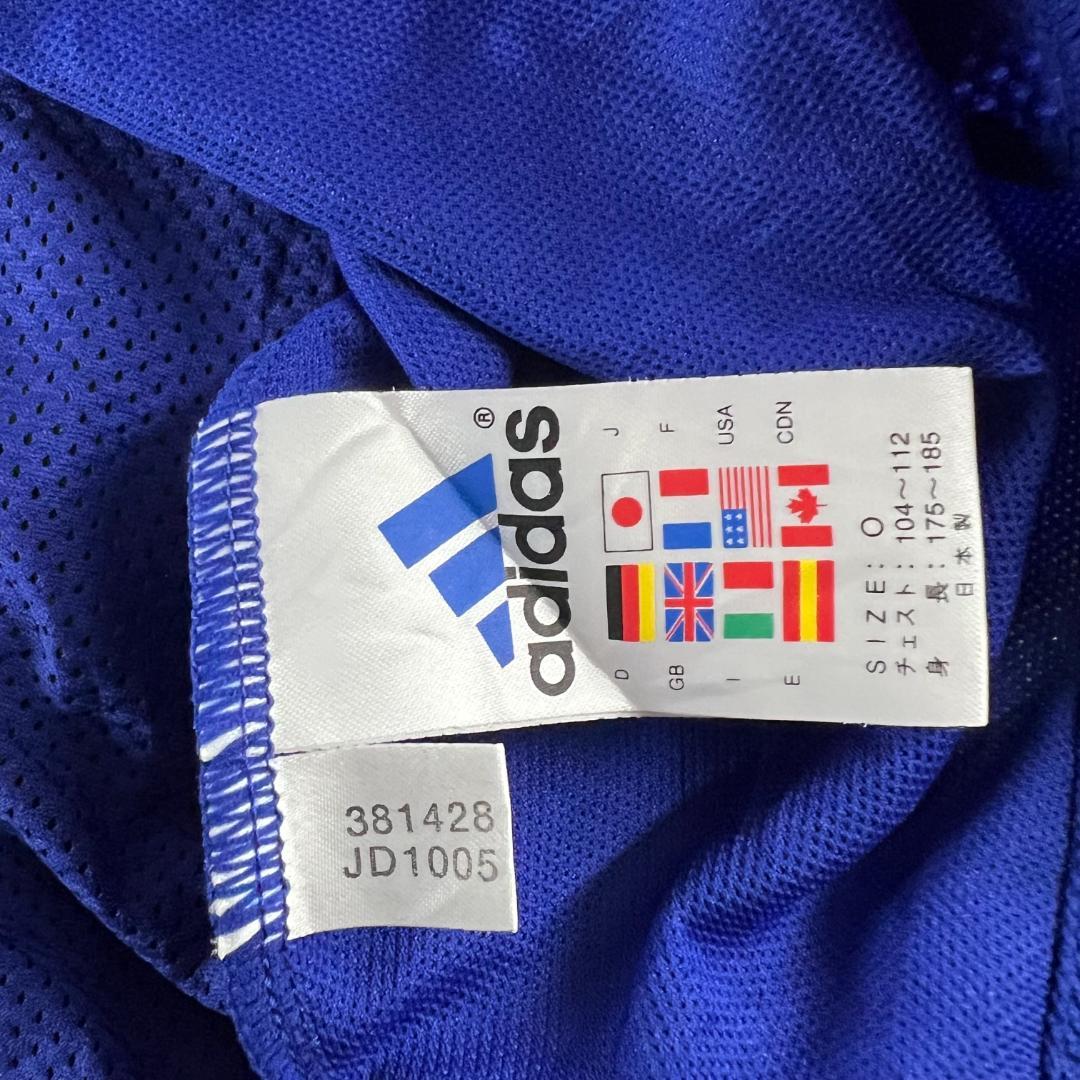 adidas®
J F USA CDN
D GB I E
SIZE: O
チェスト: 104〜112
身 長: 175〜185
日本製
381428
JD1005